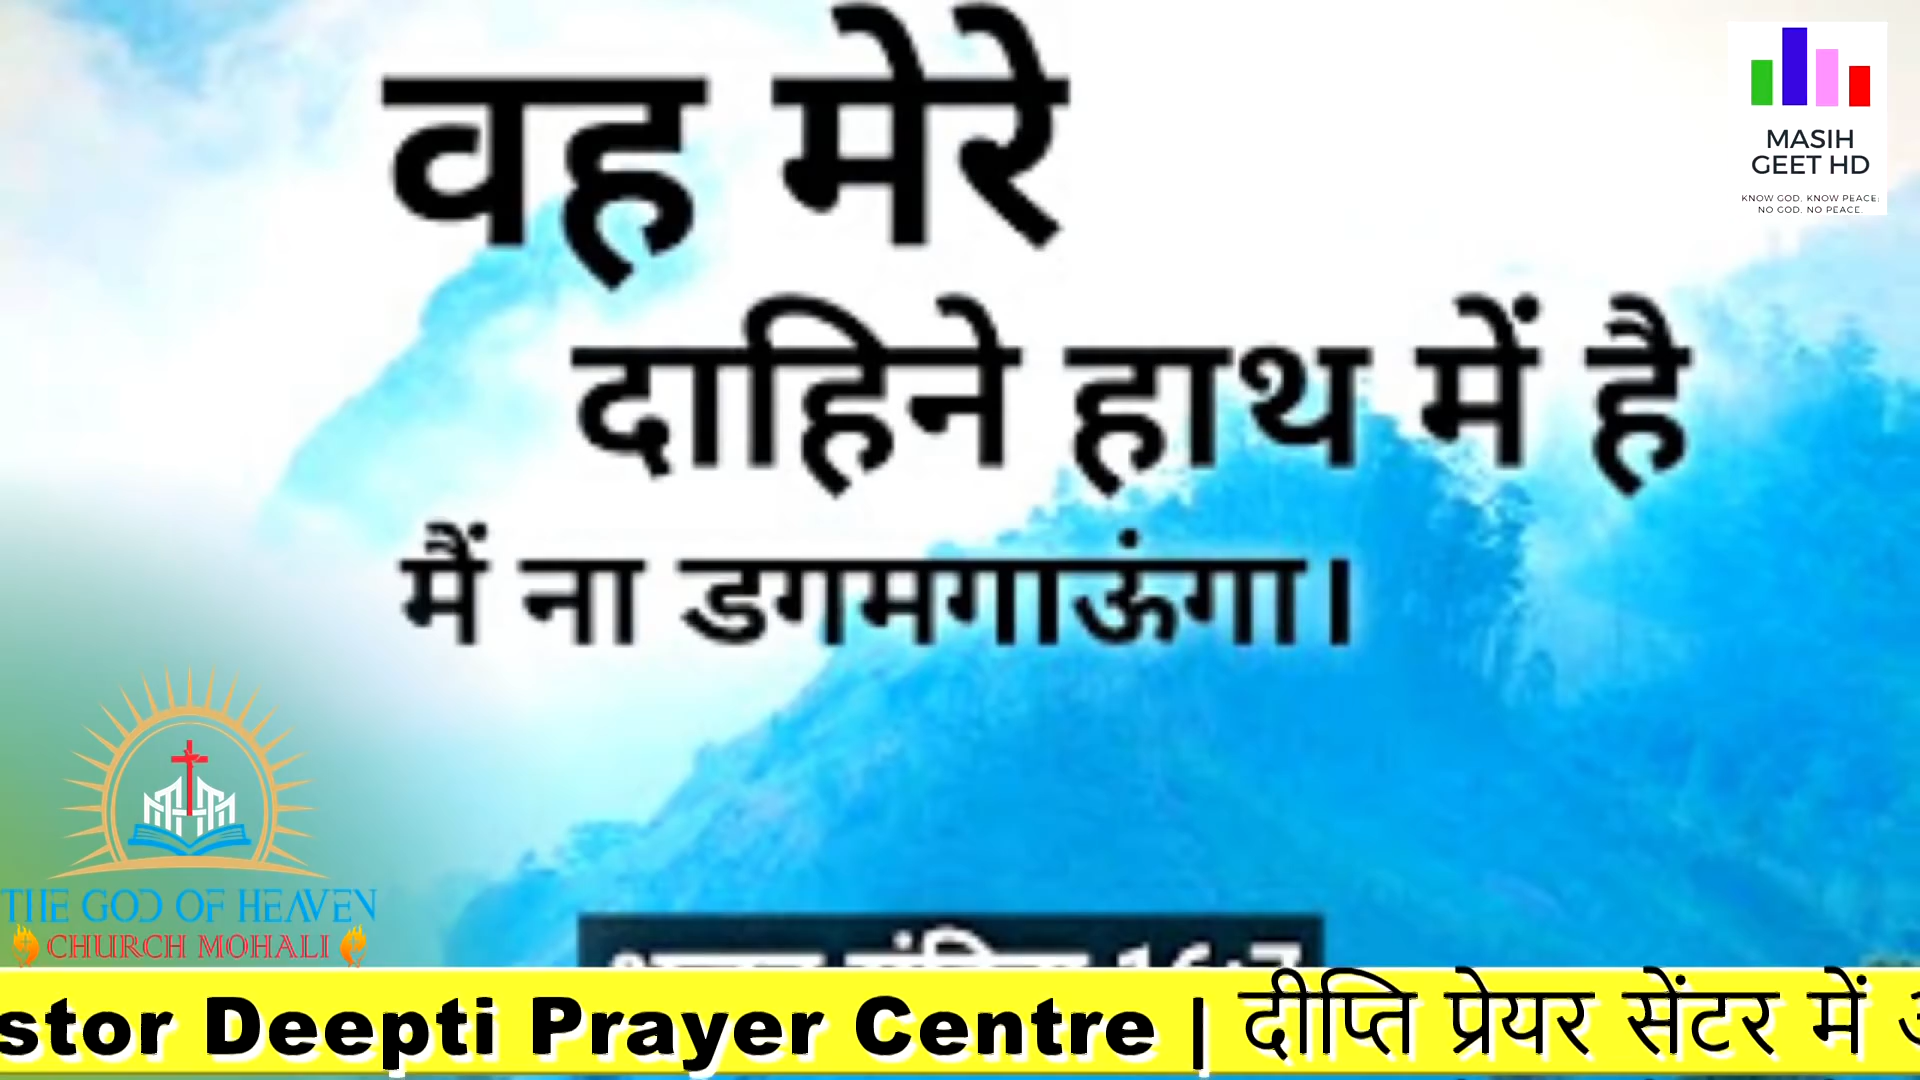 वह मेरे
दाहिने हाथ में है
मैं ना डगमगाऊंगा।
MASIH
GEET HD
KNOW GOD, KNOW PEACE;
NO GOD, NO PEACE.
THE GOD OF HEAVEN
CHURCH MOHALI
stor Deepti Prayer Centre | दीप्ति प्रेयर सेंटर में